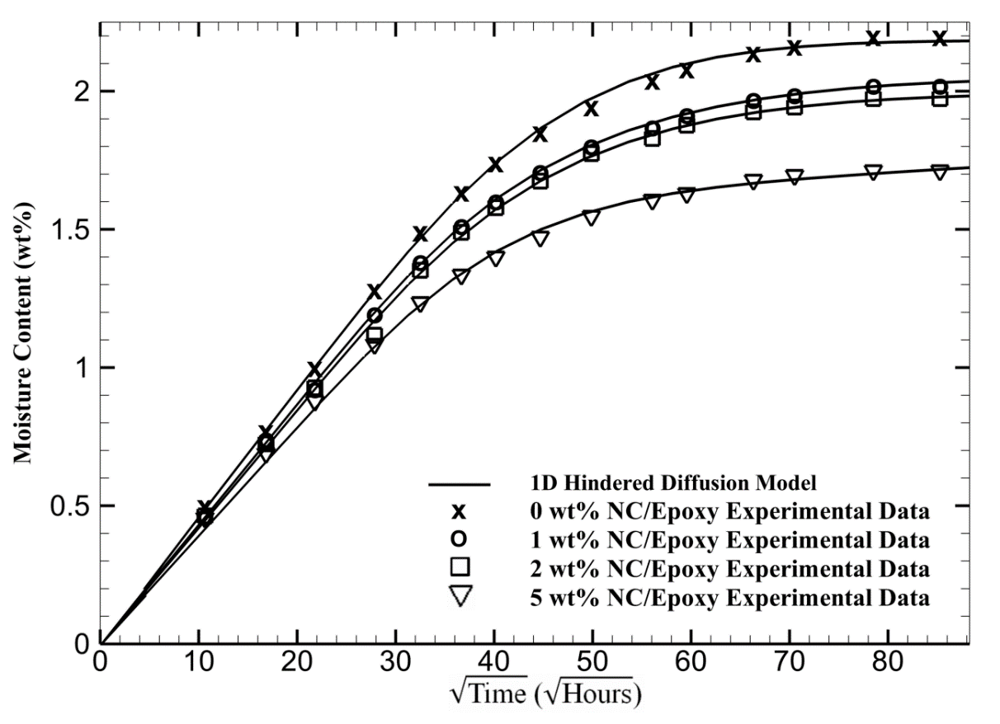 Moisture Content (wt%)
2
1.5
1
0.5
0
0 10 20 30 40 50 60 70 80
√Time (√Hours)
1D Hindered Diffusion Model
x 0 wt% NC/Epoxy Experimental Data
o 1 wt% NC/Epoxy Experimental Data
2 wt% NC/Epoxy Experimental Data
5 wt% NC/Epoxy Experimental Data